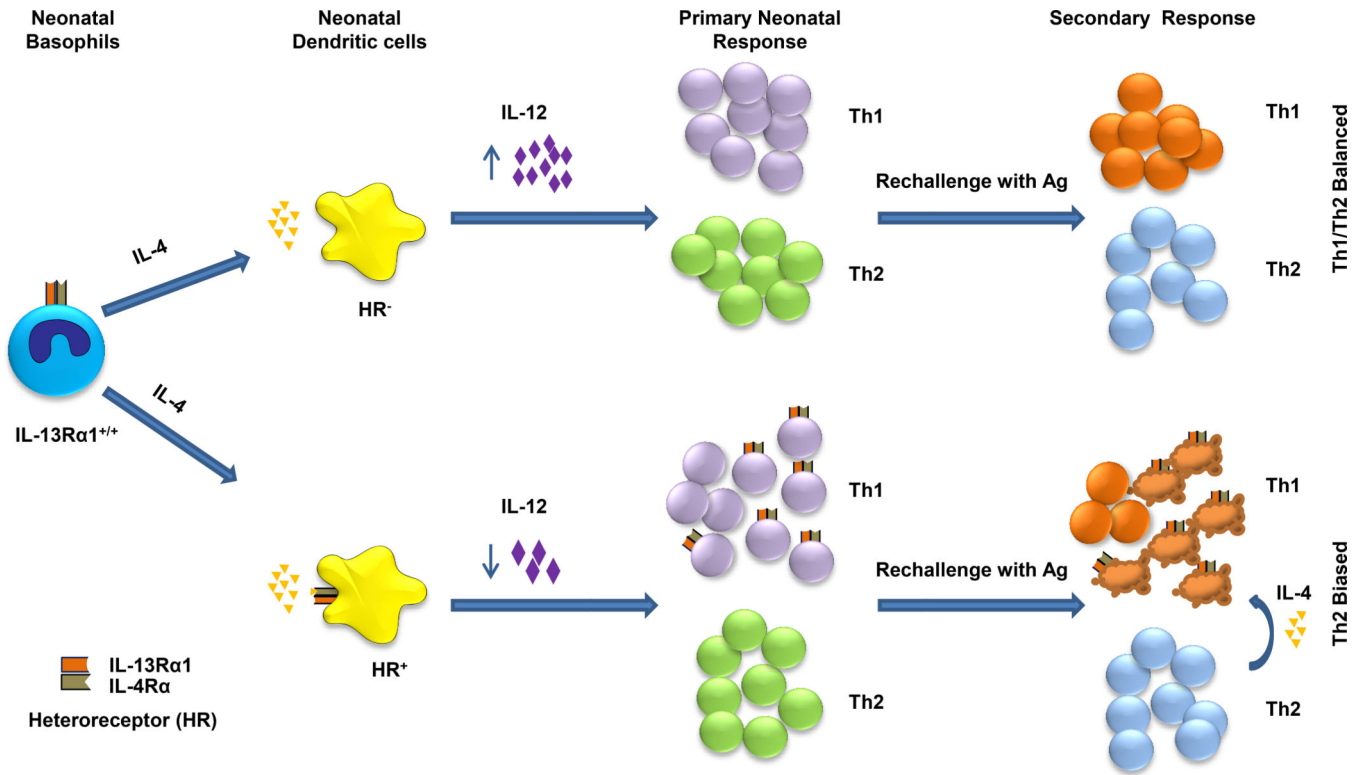 Neonatal
Basophils
Neonatal
Dendritic cells
Primary Neonatal
Response
Secondary Response
IL-4
IL-12
HR⁻
Th1
Th2
Rechallenge with Ag
Th1
Th2
Th1/Th2 Balanced
IL-13Rα1⁺/⁺
IL-4
IL-12
HR⁺
Th1
Th2
Rechallenge with Ag
Th1
IL-4
Th2
Th2 Biased
IL-13Rα1
IL-4Rα
Heteroreceptor (HR)